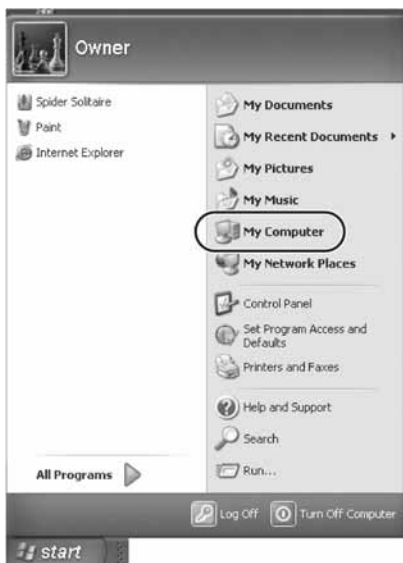 Owner
Spider Solitaire
Paint
Internet Explorer
All Programs
My Documents
My Recent Documents
My Pictures
My Music
My Computer
My Network Places
Control Panel
Set Program Access and
Defaults
Printers and Faxes
Help and Support
Search
Run...
Log Off
Turn Off Computer
start